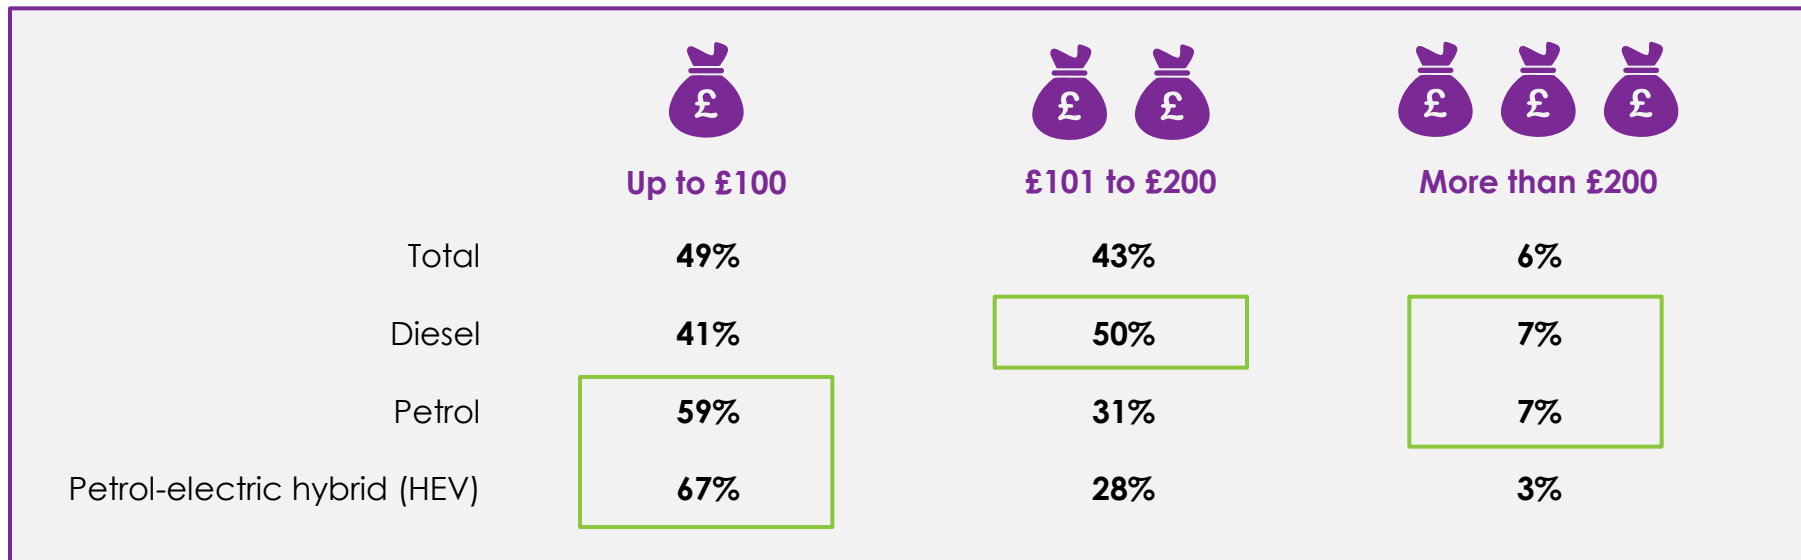 £ £ £ £ £ £
Up to £100 £101 to £200 More than £200
Total 49% 43% 6%
Diesel 41% 50% 7%
Petrol 59% 31% 7%
Petrol-electric hybrid (HEV) 67% 28% 3%